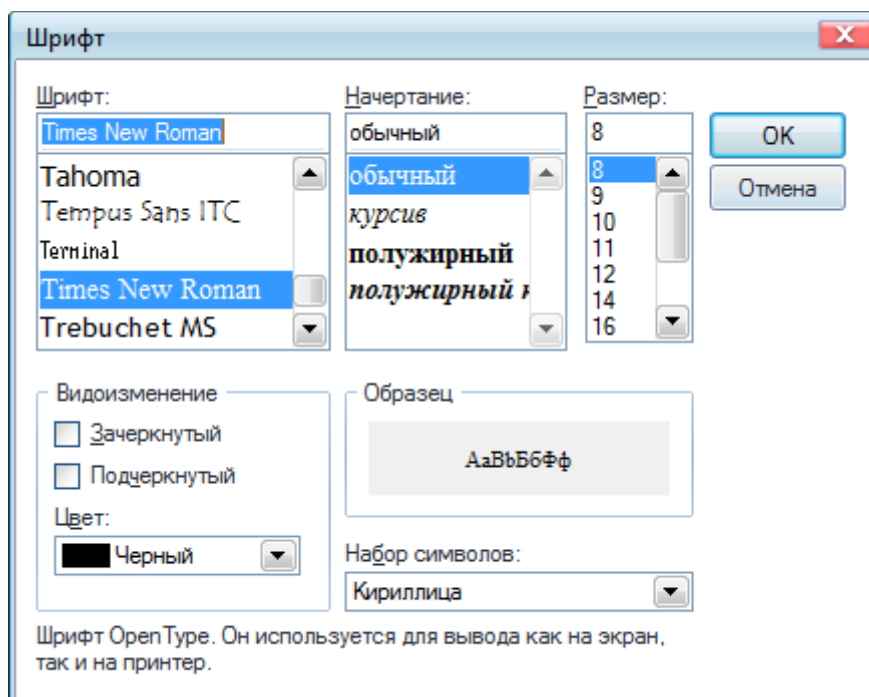 Шрифт
Шрифт:
Times New Roman
Tahoma
Tempus Sans ITC
Terminal
Times New Roman
Trebuchet MS
Начертание:
обычный
обычный
курсив
полужирный
полужирный к
Размер:
8
8
9
10
11
12
14
16
OK
Отмена
Видоизменение
Зачеркнутый
Подчеркнутый
Цвет:
Черный
Образец
АаBbБбФф
Набор символов:
Кириллица
Шрифт OpenType. Он используется для вывода как на экран,
так и на принтер.